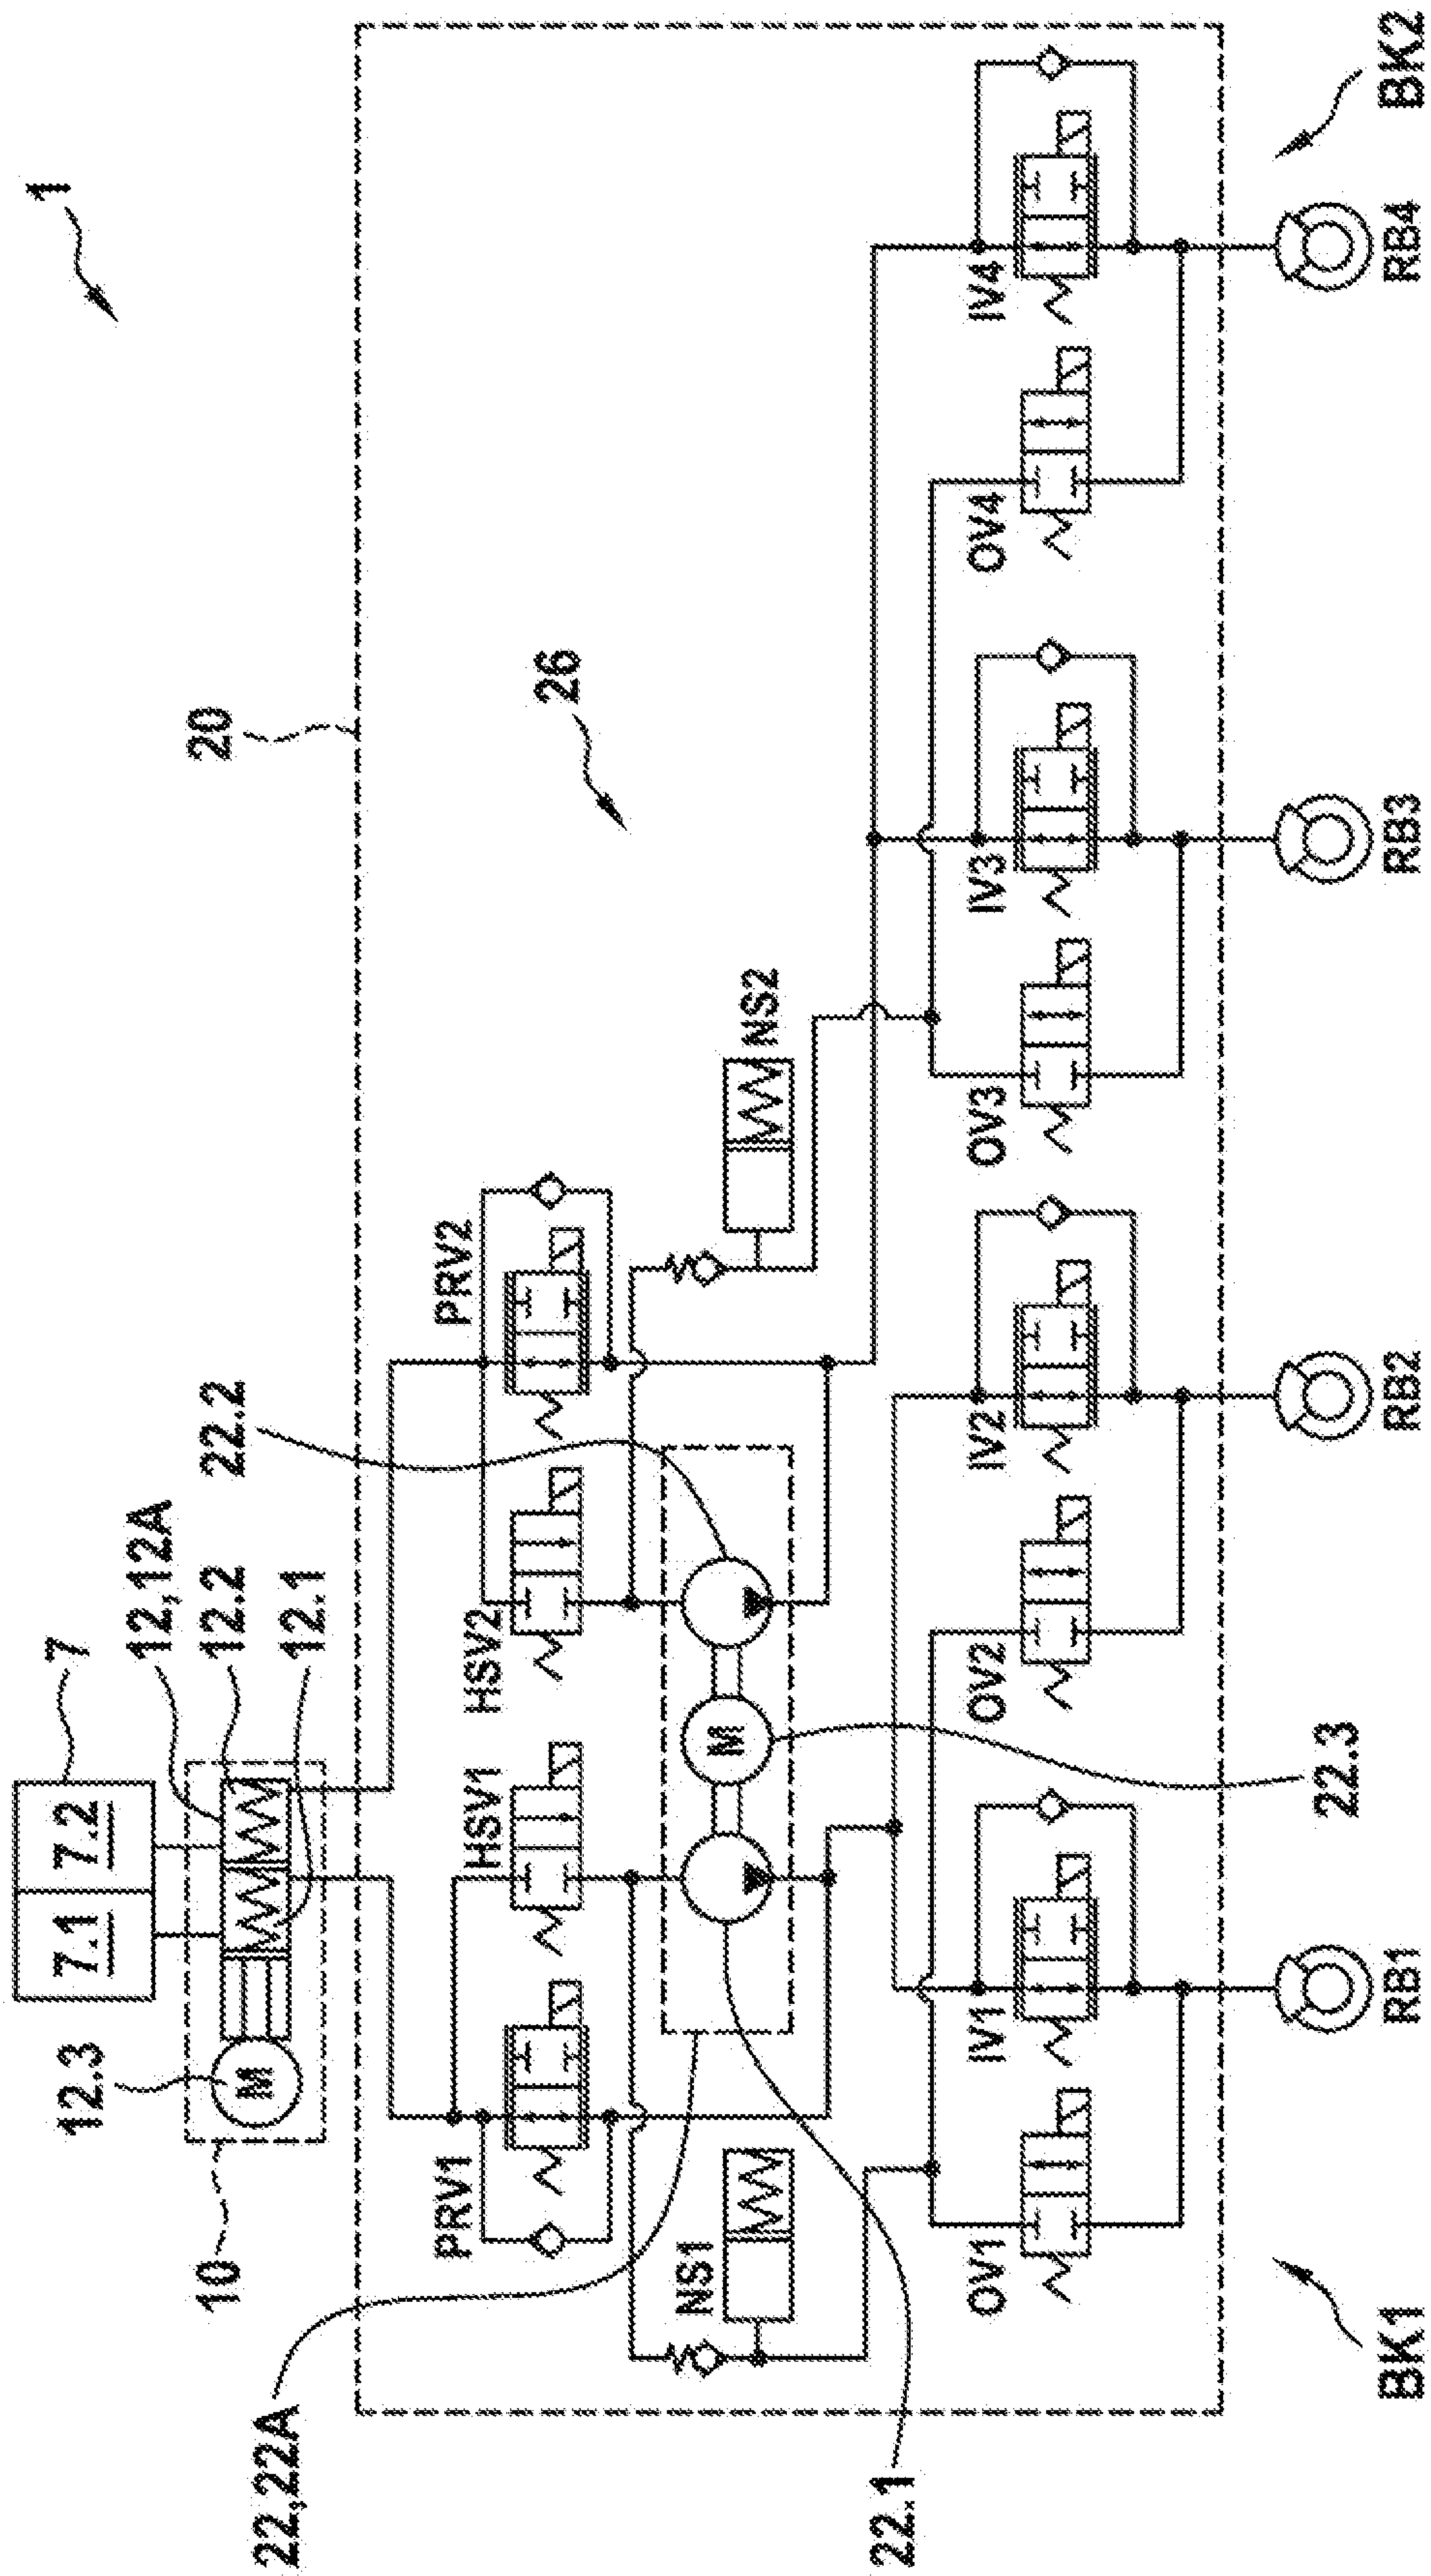 1
7
7.1
7.2
12.3
M
12,12A
12.2
12.1
10
20
22.2
26
PRV1
HSV1
HSV2
PRV2
22,22A
NS1
M
NS2
22.1
OV1
IV1
OV2
IV2
OV3
IV3
OV4
IV4
22.3
BK1
RB1
RB2
RB3
RB4
BK2